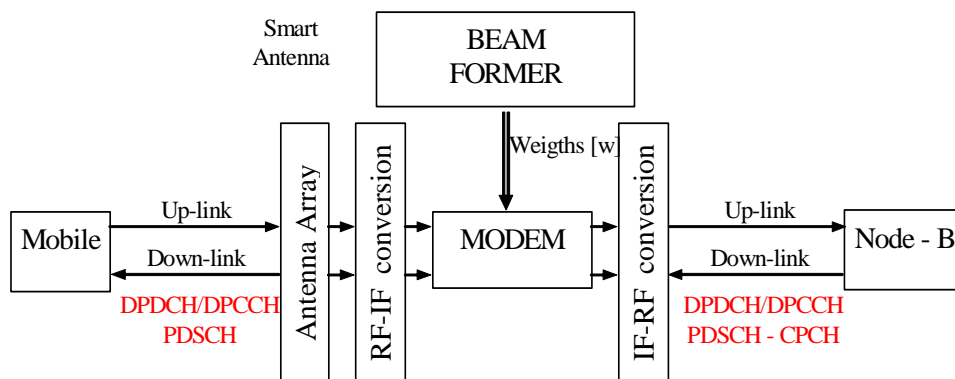 Smart
Antenna
BEAM
FORMER
Weigths [w]
Mobile
Up-link
Down-link
DPDCH/DPCCH
PDSCH
Antenna Array
RF-IF conversion
MODEM
IF-RF conversion
Up-link
Down-link
DPDCH/DPCCH
PDSCH - CPCH
Node - B